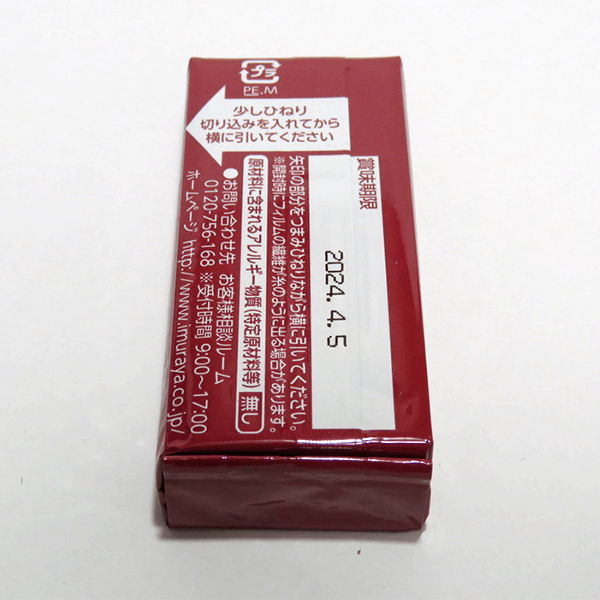 プラ
PE,M
少しひねり
切り込みを入れてから
横に引いてください
賞味期限
2024. 4. 5
矢印の部分をつまみひねりながら横に引いてください。
※開封時にフィルムの繊維が糸のように出る場合があります。
原材料に含まれるアレルギー物質(特定原材料等) 無し
●お問い合わせ先 お客様相談ルーム
0120-756-168 ※受付時間 9:00〜17:00
ホームページ http://www.imuraya.co.jp/